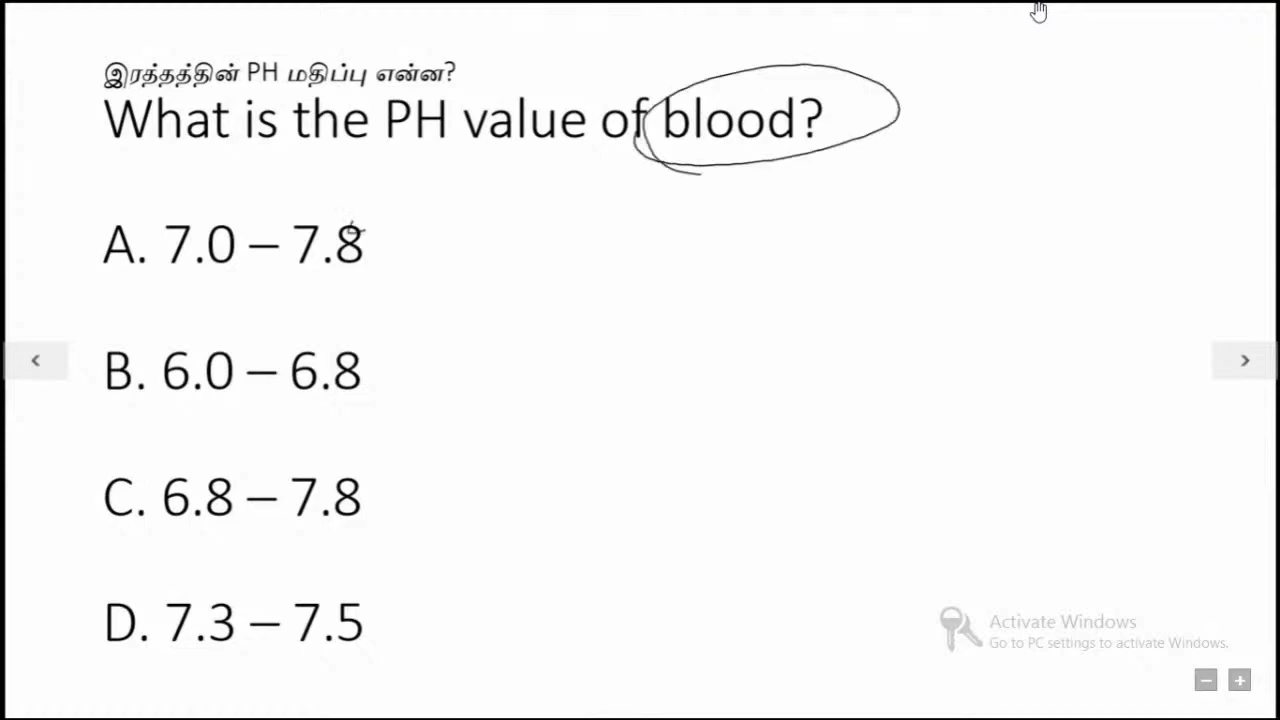 இரத்தத்தின் PH மதிப்பு என்ன?
What is the PH value of blood?
A. 7.0 – 7.8
B. 6.0 – 6.8
C. 6.8 – 7.8
D. 7.3 – 7.5
Activate Windows
Go to PC settings to activate Windows.